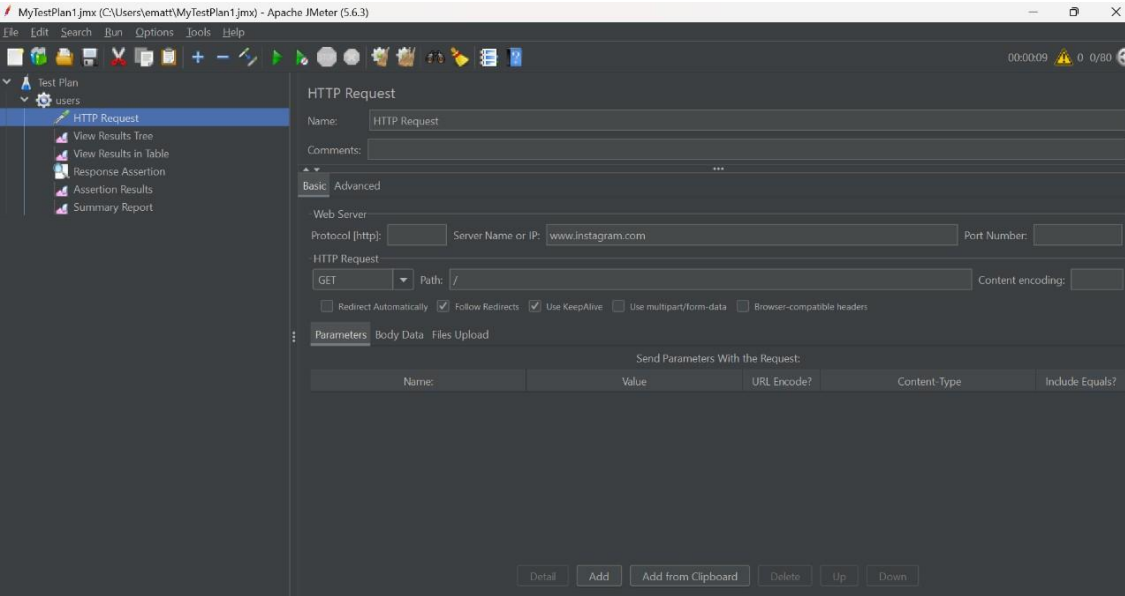 MyTestPlan1.jmx (C:\Users\ematt\MyTestPlan1.jmx) - Apache JMeter (5.6.3)
File Edit Search Run Options Tools Help
00:00:09 0 0/80
Test Plan
users
HTTP Request
View Results Tree
View Results in Table
Response Assertion
Assertion Results
Summary Report
HTTP Request
Name: HTTP Request
Comments:
Basic Advanced
Web Server
Protocol [http]: Server Name or IP: www.instagram.com Port Number:
HTTP Request
GET Path: / Content encoding:
Redirect Automatically Follow Redirects Use KeepAlive Use multipart/form-data Browser-compatible headers
Parameters Body Data Files Upload
Send Parameters With the Request:
Name: Value URL Encode? Content-Type Include Equals?
Detail Add Add from Clipboard Delete Up Down